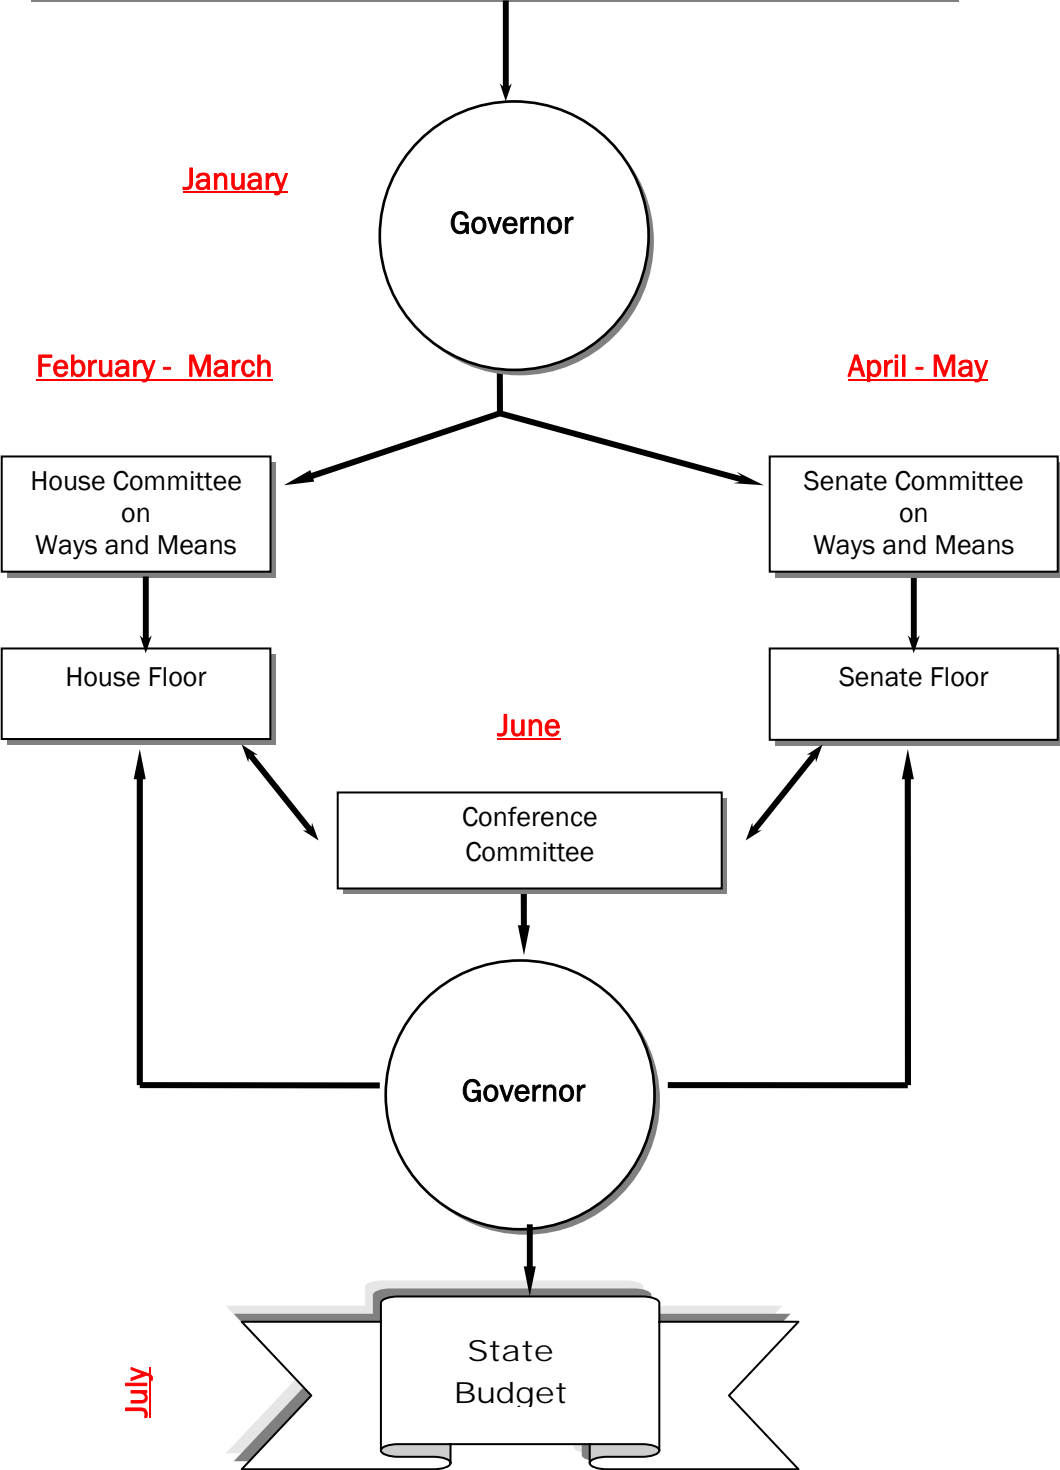 January
Governor
February - March
April - May
House Committee
on
Ways and Means
Senate Committee
on
Ways and Means
House Floor
Senate Floor
June
Conference
Committee
Governor
State
Budget
July